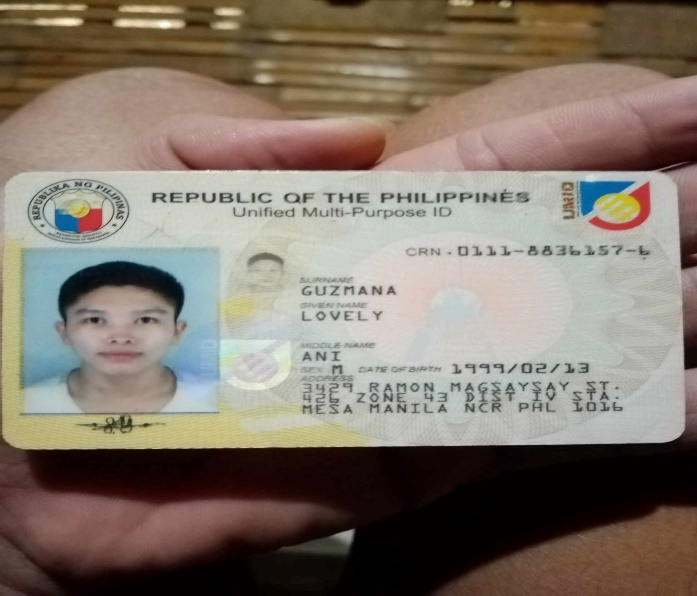 REPUBLIKA NG PILIPINAS
REPUBLIC OF THE PHILIPPINES
Unified Multi-Purpose ID
UMID
CRN - 0111-8836157-6
SURNAME
GUZMANA
GIVEN NAME
LOVELY
MIDDLE NAME
ANI
SEX M DATE OF BIRTH 1999/02/13
ADDRESS
3429 RAMON MAGSAYSAY ST.
426 ZONE 43 DIST IV STA.
MESA MANILA NCR PHL 1016